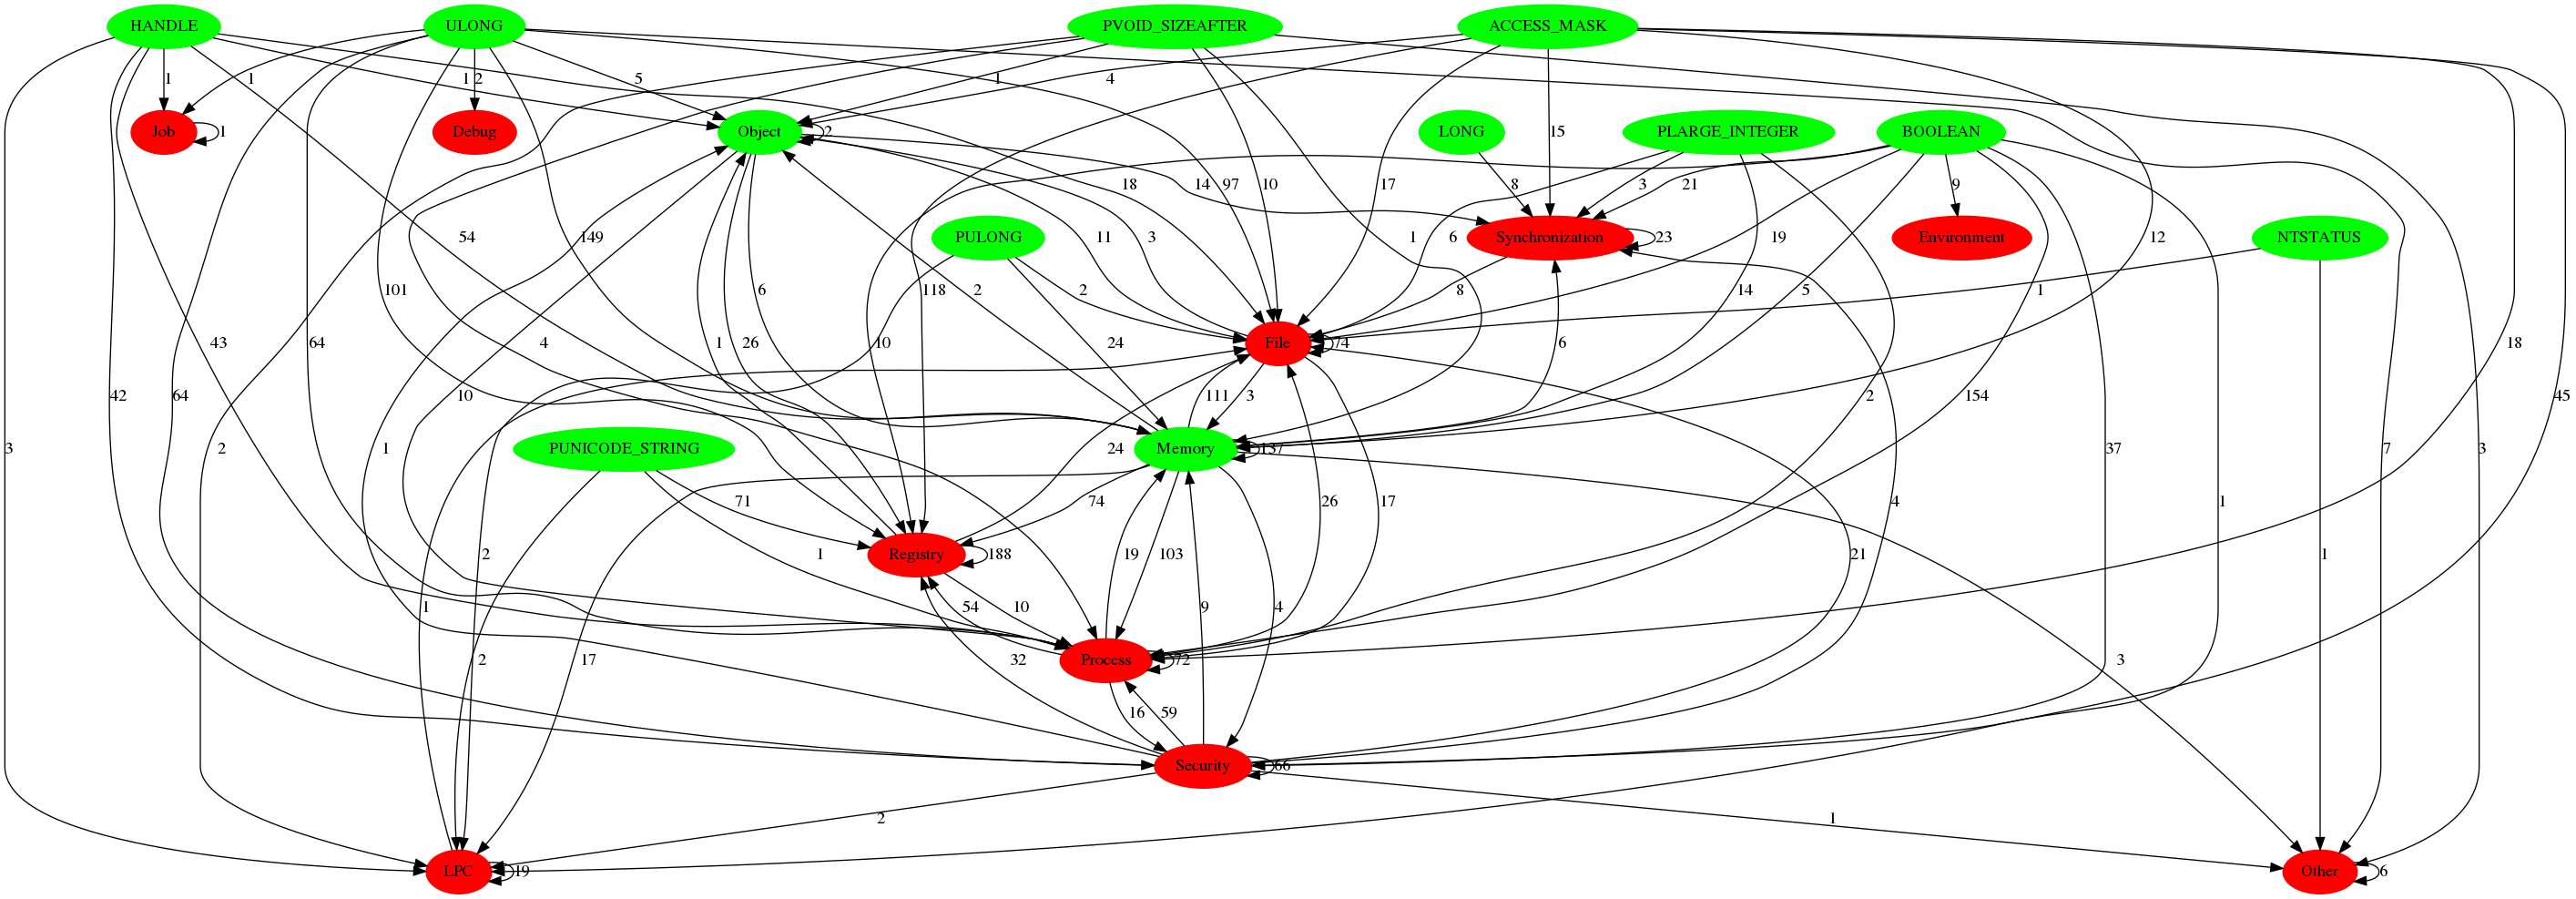 HANDLE ULONG PVOID_SIZEAFTER ACCESS_MASK
1 1 1 2 5 1 1 4
Job 1 Debug Object 2 LONG 15 PLARGE_INTEGER BOOLEAN
18 97 10 17 14 8 3 21 9 12
54 149 PULONG 11 3 1 6 Synchronization 23 19 Environment NTSTATUS
101 6 2 2 118 8 14 5 1
43 64 4 1 26 10 24 File 74 111 3 6 18
42 64 10 2 154 45
3 2 1 PUNICODE_STRING 24 Memory 137 37 7 3
71 74 26 17 21 4 1
2 1 Registry 188 19 103 1
1 54 10 9 4
2 17 32 Process 72 3
16 59
Security 66
2 1
LPC 19 Other 6